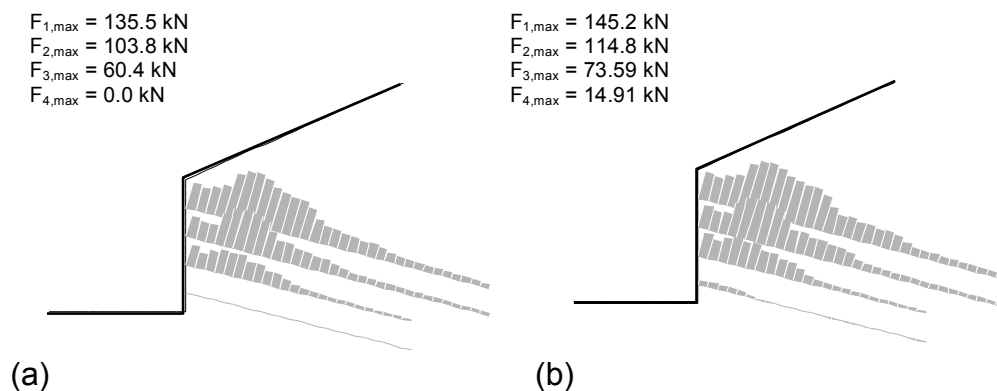 F1,max = 135.5 kN
F2,max = 103.8 kN
F3,max = 60.4 kN
F4,max = 0.0 kN
(a)
F1,max = 145.2 kN
F2,max = 114.8 kN
F3,max = 73.59 kN
F4,max = 14.91 kN
(b)